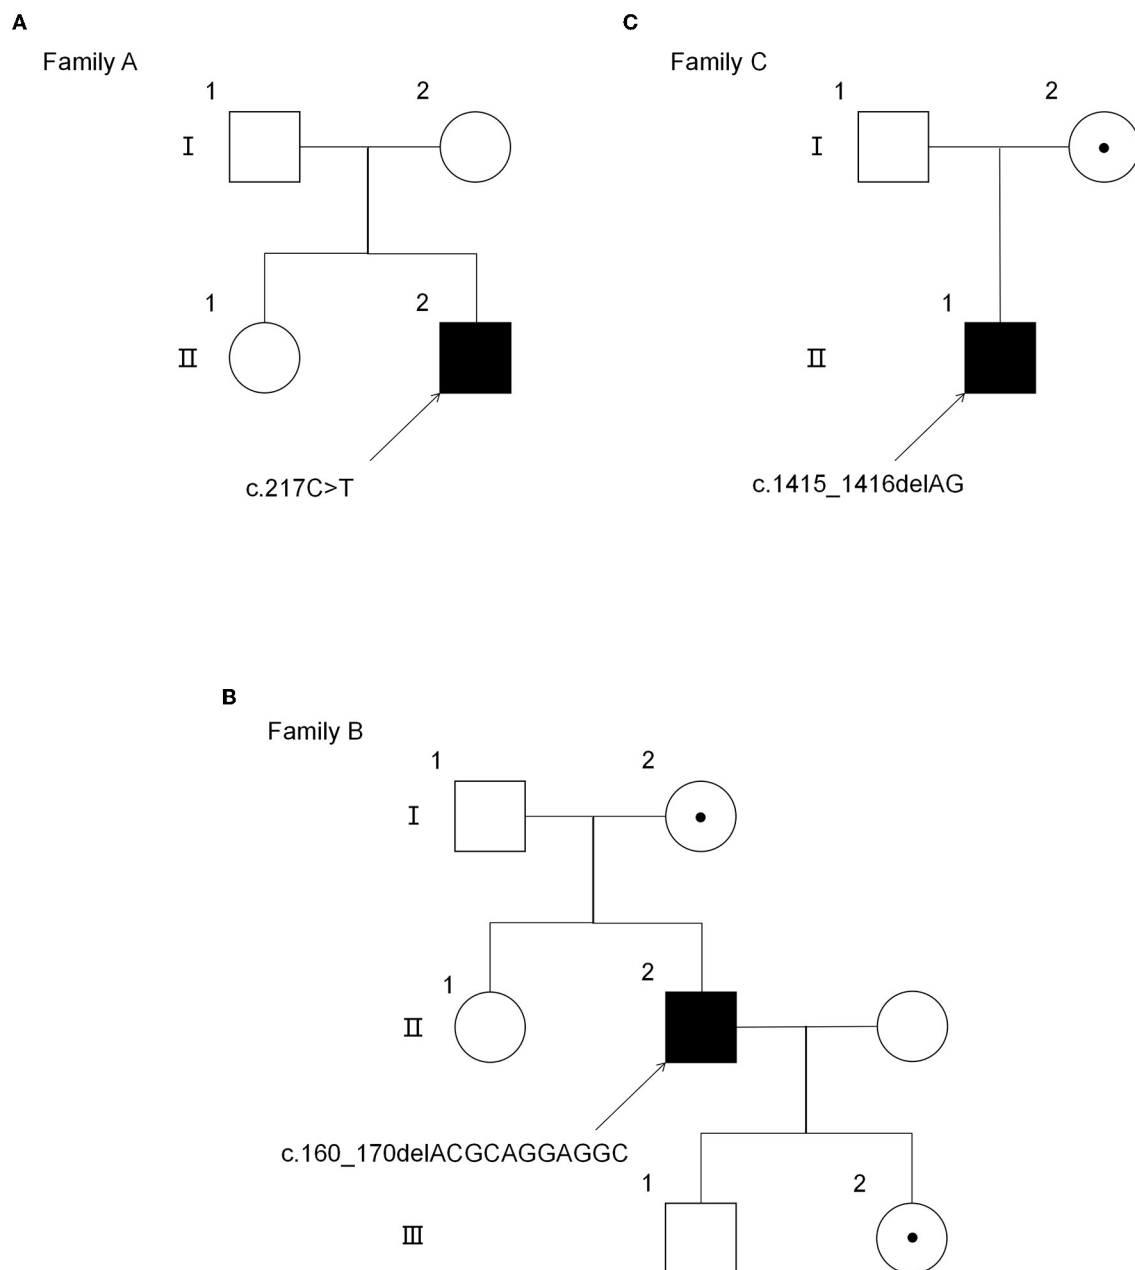 A
Family A
1 2
I
1 2
II
c.217C>T
C
Family C
1 2
I
1
II
c.1415_1416delAG
B
Family B
1 2
I
1 2
II
c.160_170delACGCAGGAGGC
1 2
III